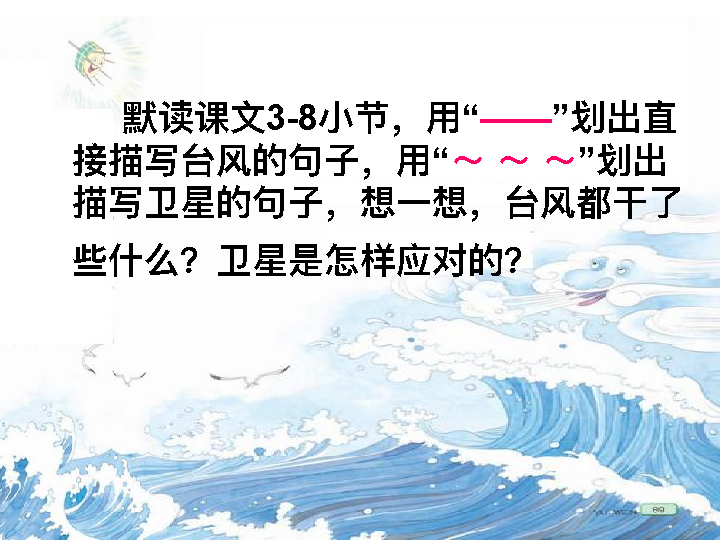 默读课文3-8小节，用“——”划出直
接描写台风的句子，用“～ ～ ～”划出
描写卫星的句子，想一想，台风都干了
些什么？卫星是怎样应对的？
YU WEN 89